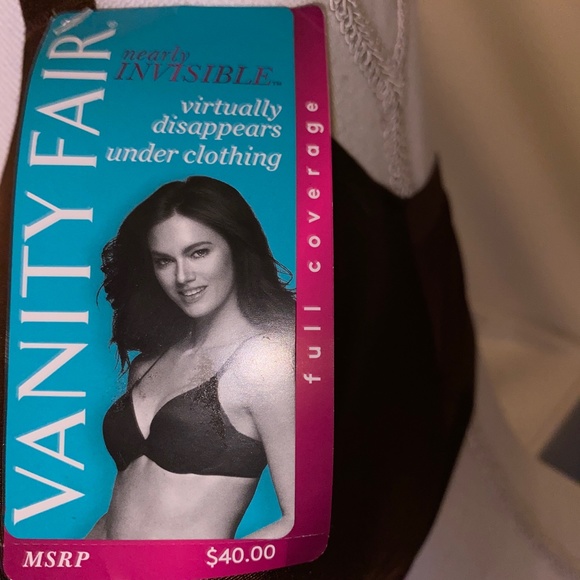 VANITY FAIR®
nearly
INVISIBLE™
virtually
disappears
under clothing
full coverage
MSRP $40.00